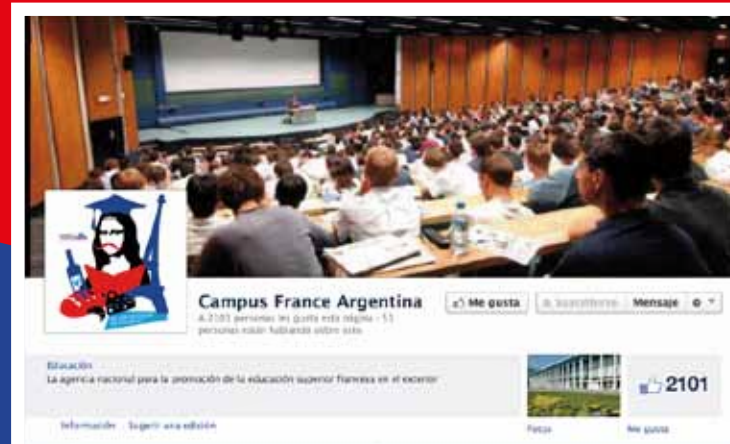 Campus France Argentina
Me gusta
Mensaje
A 2101 personas les gusta esta página · 53
personas están hablando sobre esto
Educación
La agencia nacional para la promoción de la educación superior francesa en el exterior
2101
Información
Sugerir una edición
Fotos
Me gusta